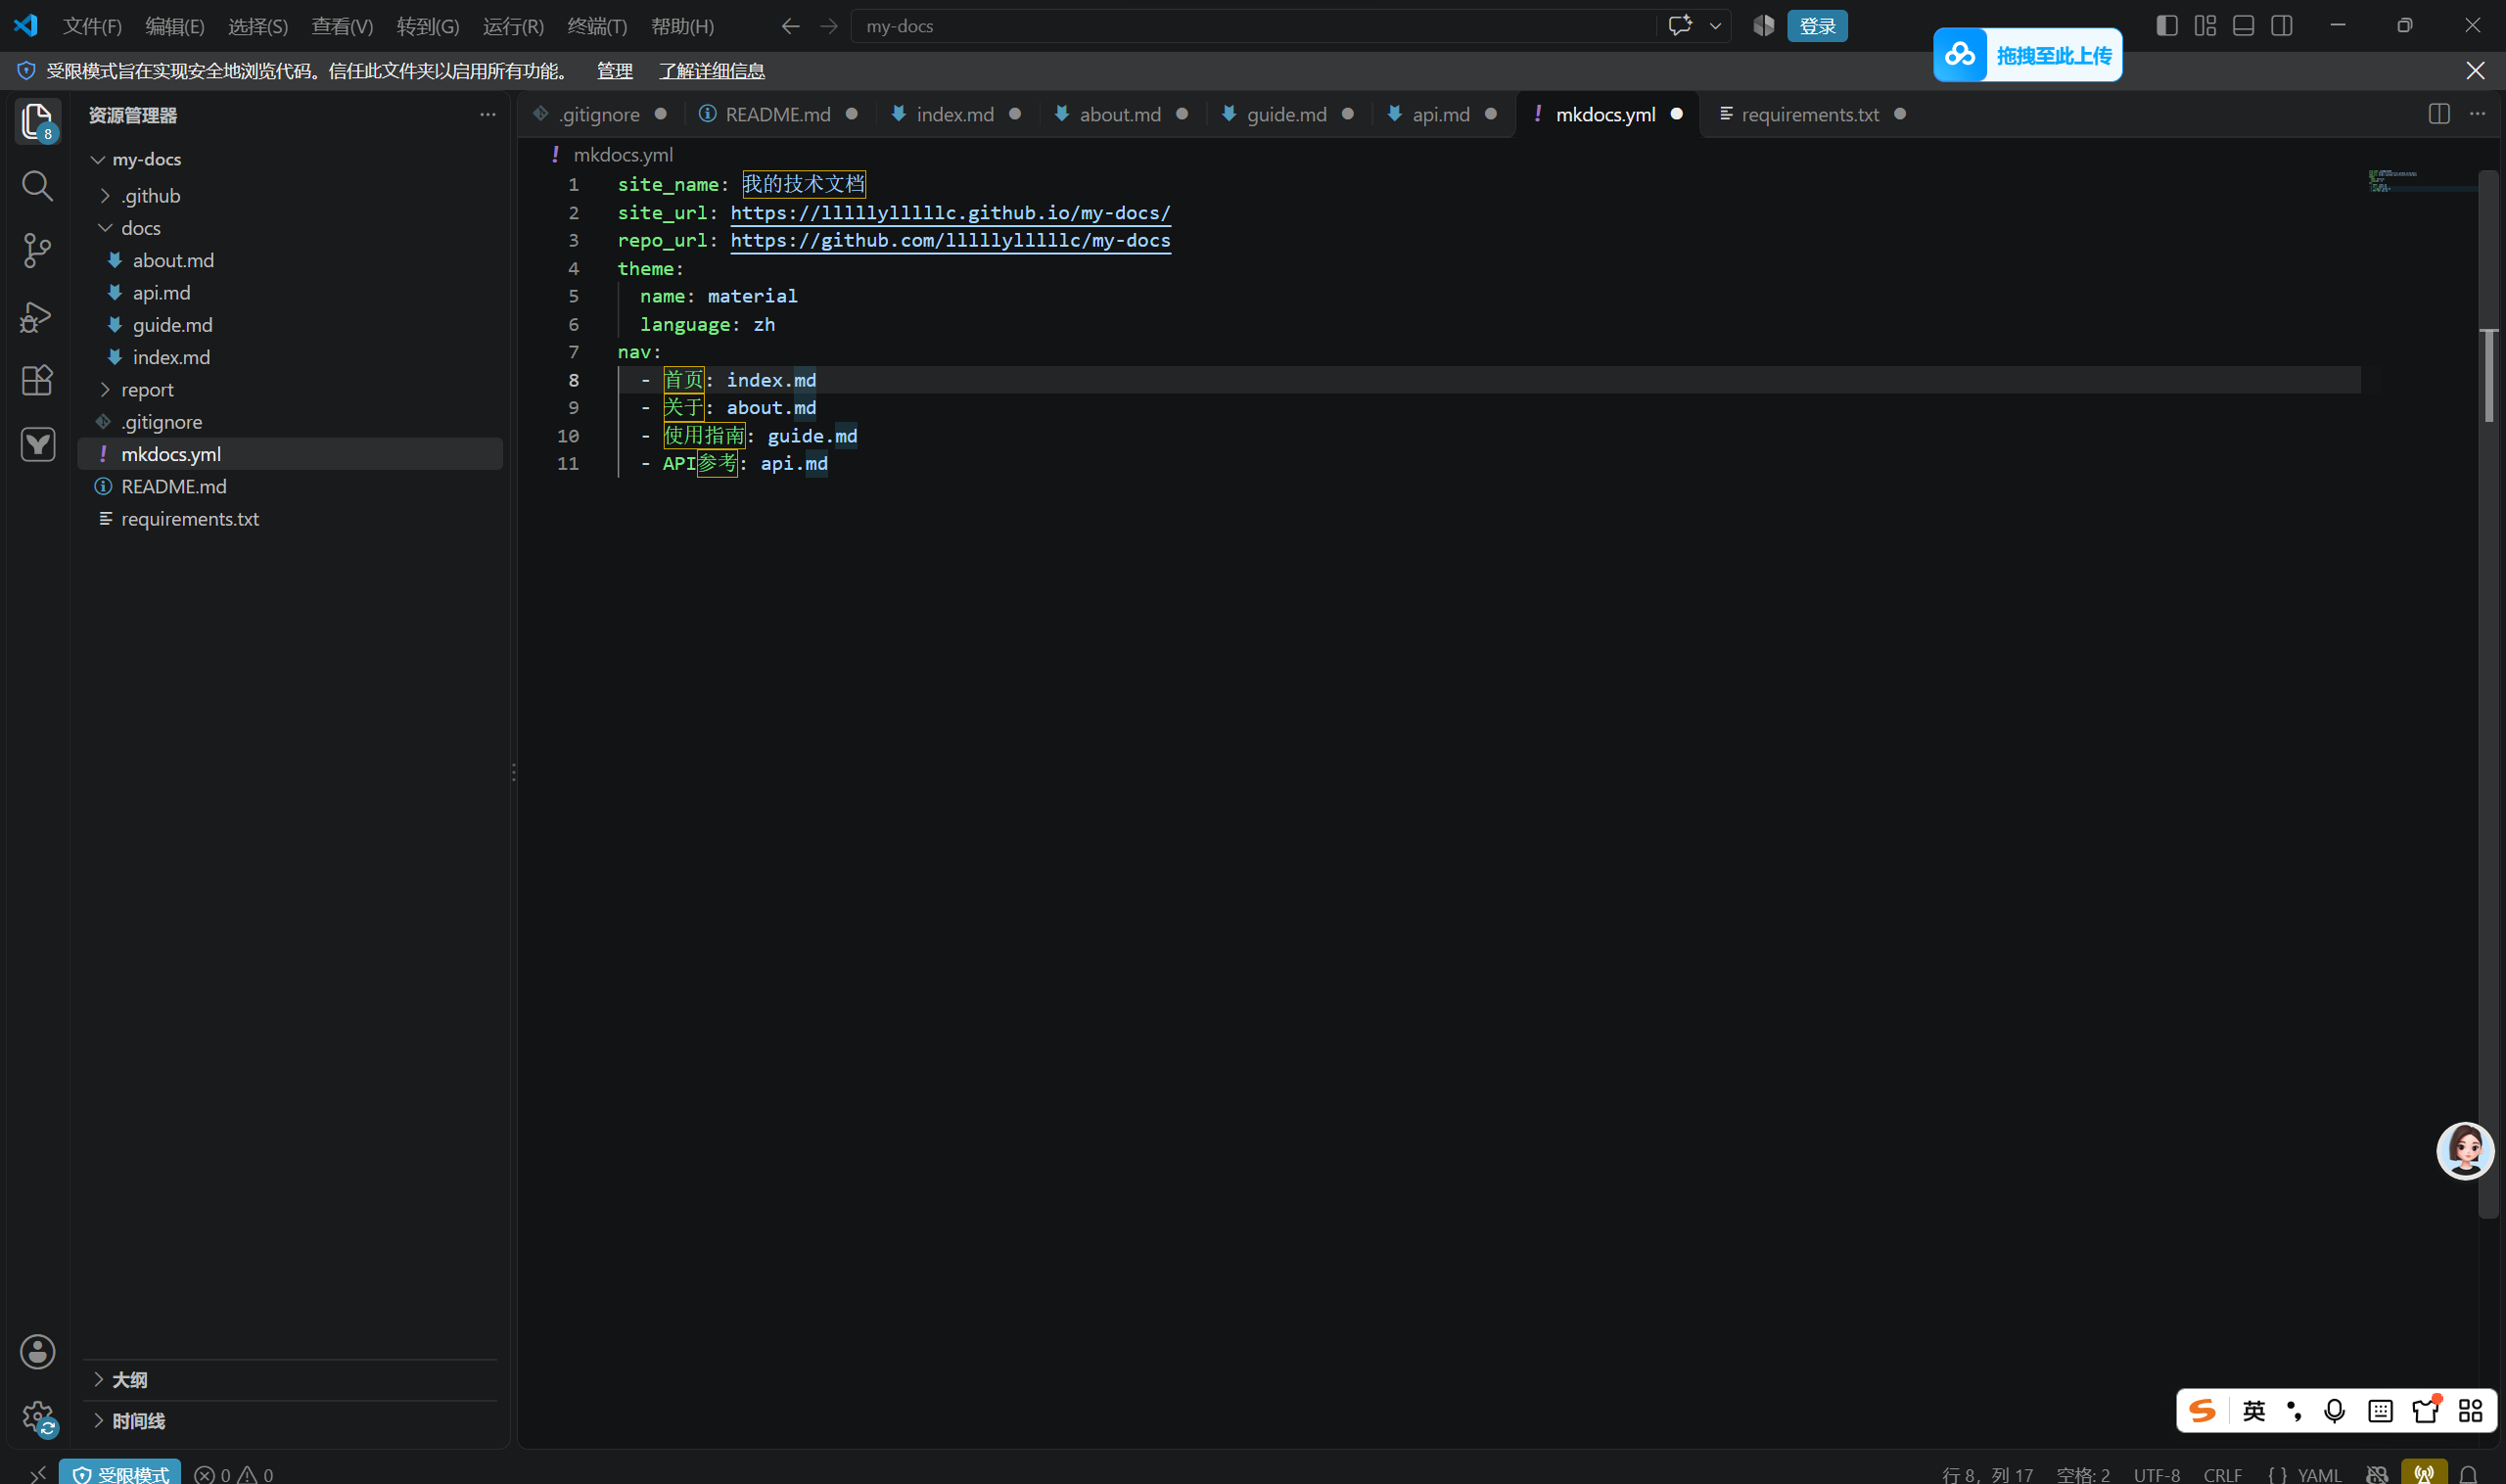 文件(F) 编辑(E) 选择(S) 查看(V) 转到(G) 运行(R) 终端(T) 帮助(H) my-docs 登录
拖拽至此上传
受限模式旨在实现安全地浏览代码。信任此文件夹以启用所有功能。 管理 了解详细信息
资源管理器
8
my-docs
.github
docs
about.md
api.md
guide.md
index.md
report
.gitignore
mkdocs.yml
README.md
requirements.txt
大纲
时间线
.gitignore README.md index.md about.md guide.md api.md mkdocs.yml requirements.txt
mkdocs.yml
1 site_name: 我的技术文档
2 site_url: https://lllllylllllc.github.io/my-docs/
3 repo_url: https://github.com/lllllylllllc/my-docs
4 theme:
5 name: material
6 language: zh
7 nav:
8 - 首页: index.md
9 - 关于: about.md
10 - 使用指南: guide.md
11 - API参考: api.md
英
受限模式 0 0 行 8，列 17 空格: 2 UTF-8 CRLF {} YAML